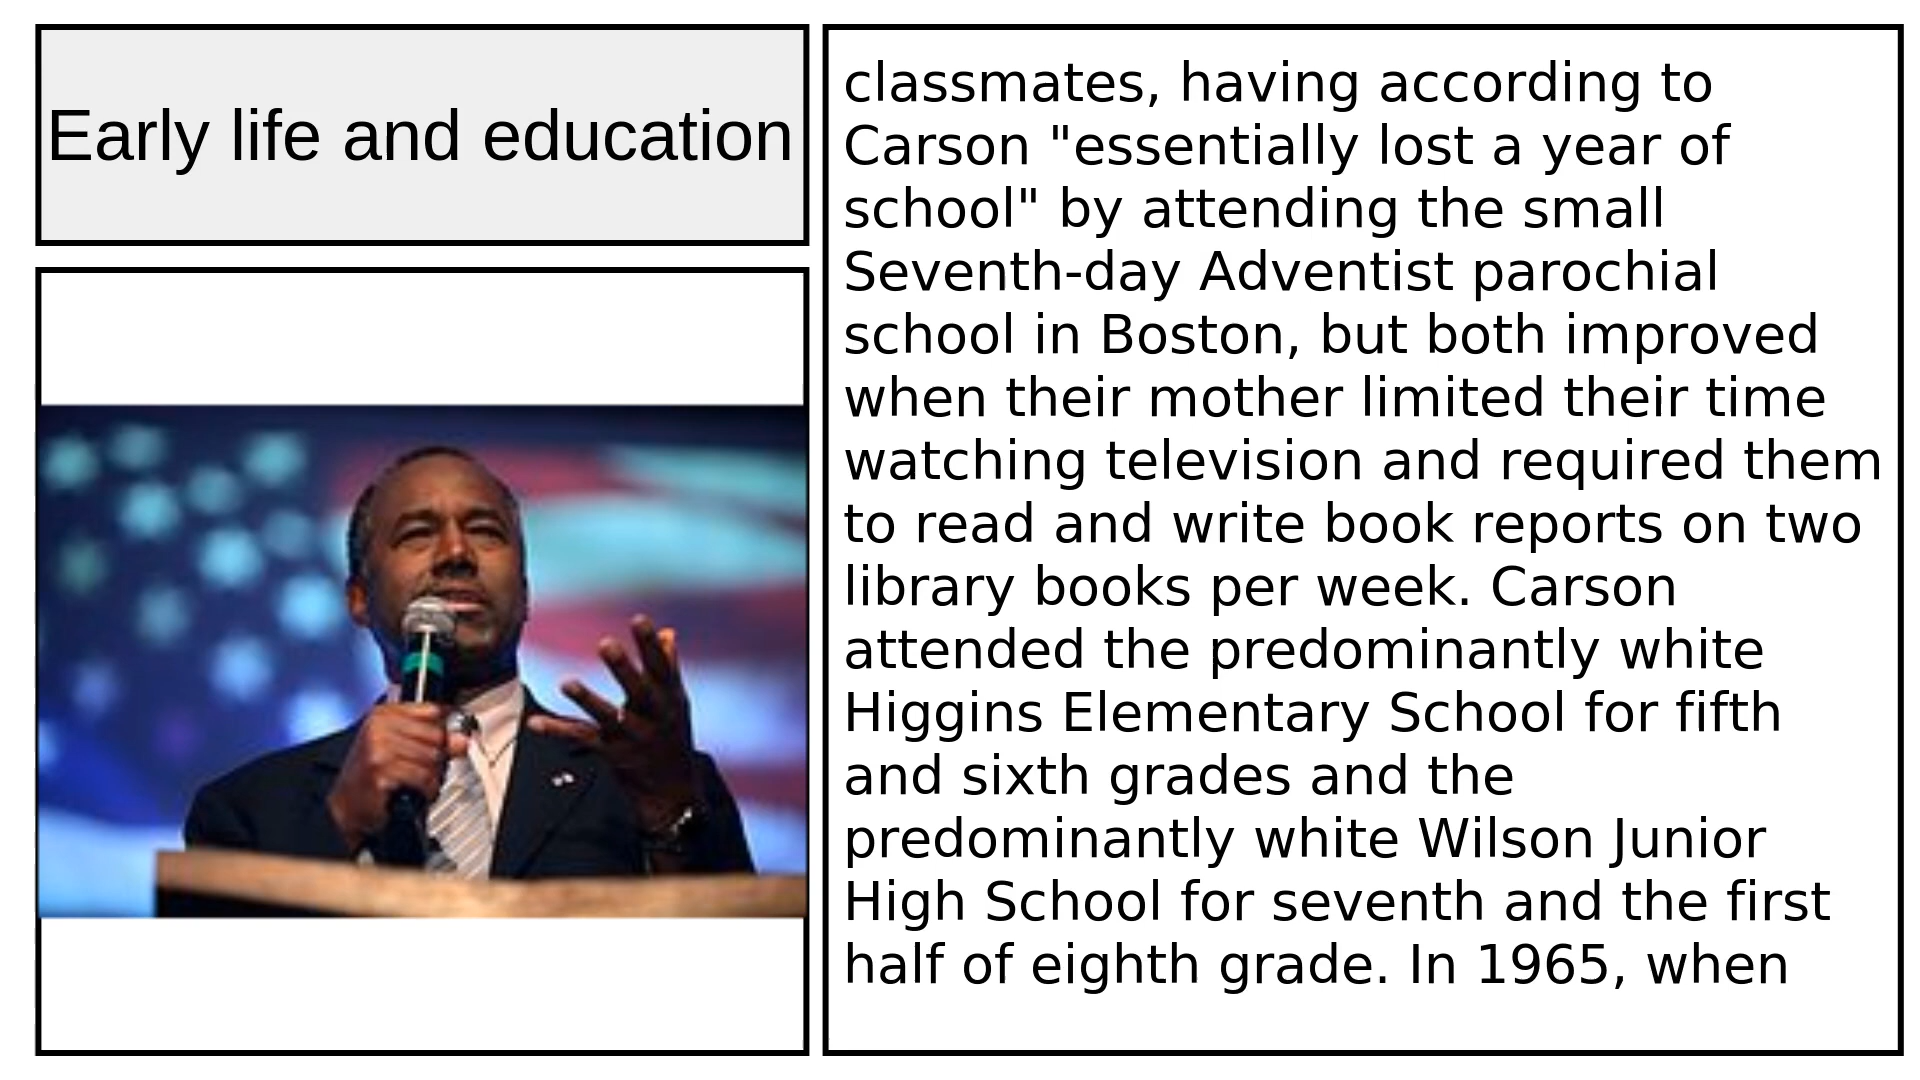 Early life and education
classmates, having according to
Carson "essentially lost a year of
school" by attending the small
Seventh-day Adventist parochial
school in Boston, but both improved
when their mother limited their time
watching television and required them
to read and write book reports on two
library books per week. Carson
attended the predominantly white
Higgins Elementary School for fifth
and sixth grades and the
predominantly white Wilson Junior
High School for seventh and the first
half of eighth grade. In 1965, when